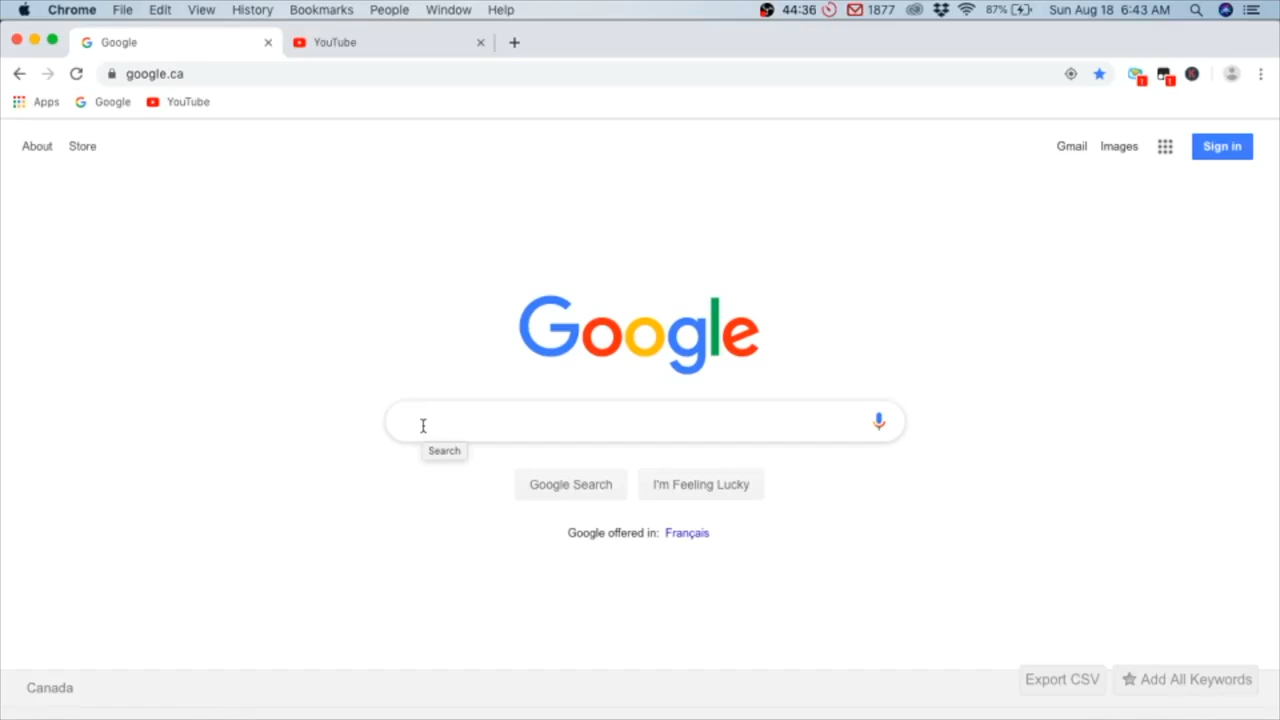 Chrome File Edit View History Bookmarks People Window Help 44:36 1877 87% Sun Aug 18 6:43 AM
Google YouTube
google.ca
1 1 K
Apps Google YouTube
About Store Gmail Images Sign in
Google
Search
Google Search I'm Feeling Lucky
Google offered in: Français
Export CSV Add All Keywords
Canada